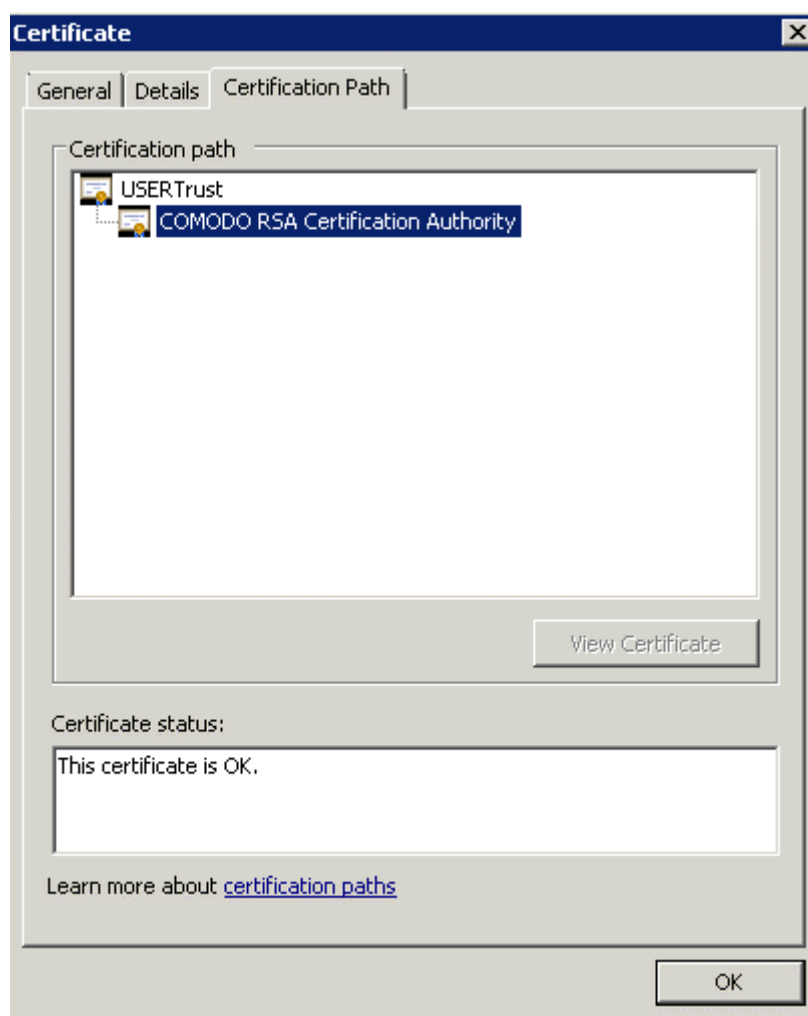 Certificate
General
Details
Certification Path
Certification path
USERTrust
COMODO RSA Certification Authority
View Certificate
Certificate status:
This certificate is OK.
Learn more about certification paths
OK